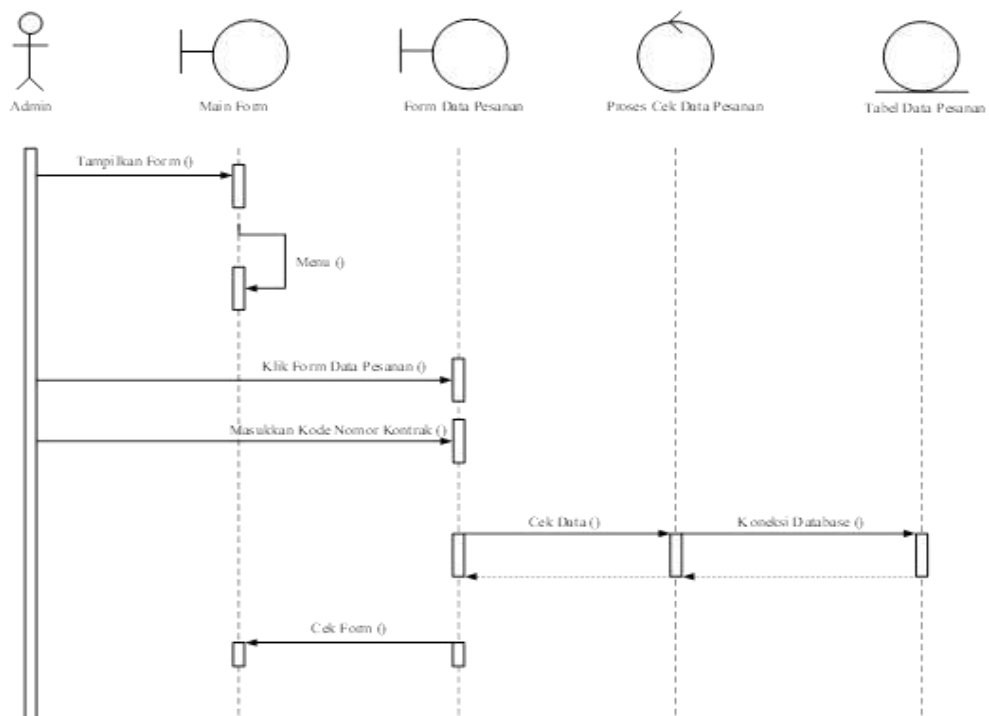 Admin
Main Form
Form Data Pesanan
Proses Cek Data Pesanan
Tabel Data Pesanan
Tampilkan Form ()
Menu ()
Klik Form Data Pesanan ()
Masukkan Kode Nomor Kontrak ()
Cek Data ()
Koneksi Database ()
Cek Form ()